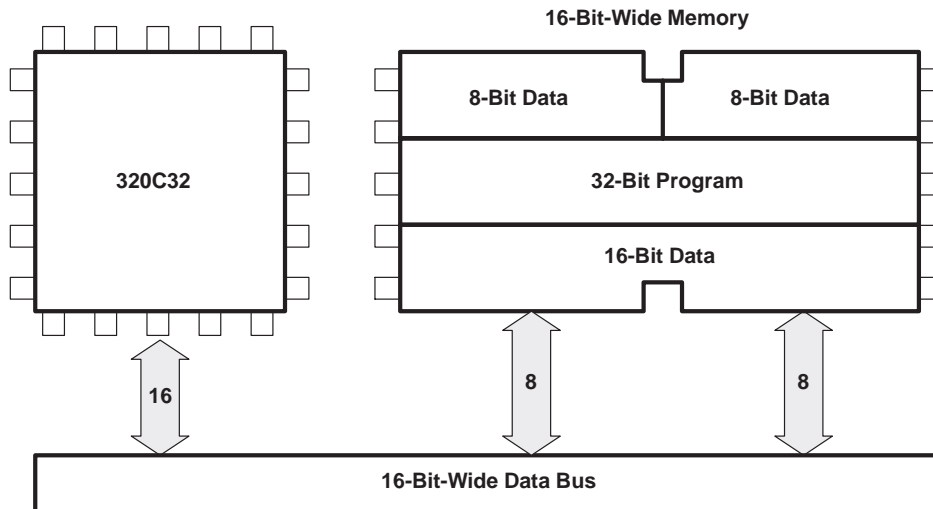 16-Bit-Wide Memory
8-Bit Data
8-Bit Data
320C32
32-Bit Program
16-Bit Data
16
8
8
16-Bit-Wide Data Bus